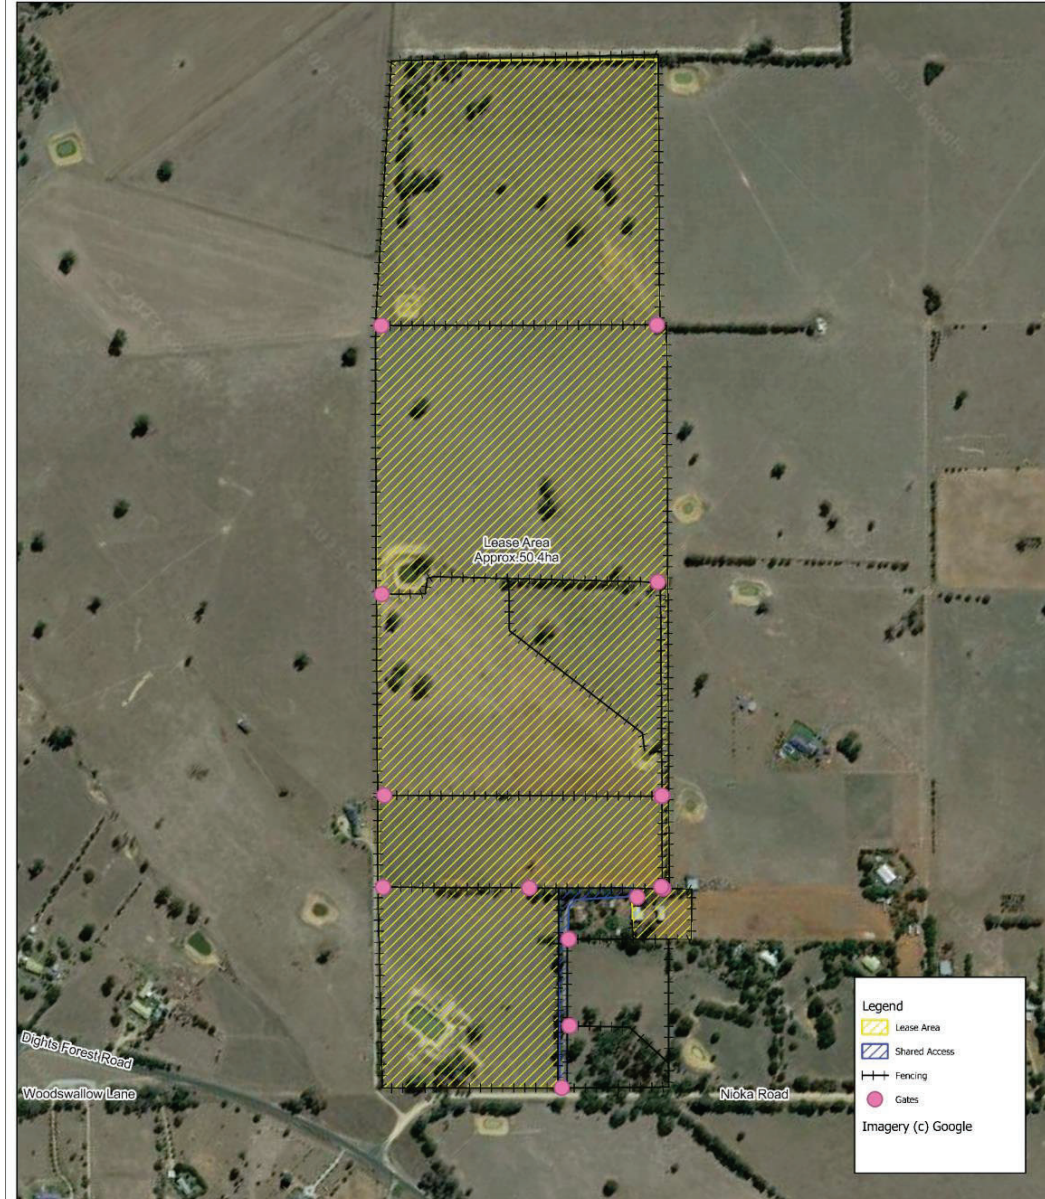 Lease Area
Approx.50.4ha
Dights Forest Road
Woodswallow Lane
Nioka Road
Legend
Lease Area
Shared Access
Fencing
Gates
Imagery (c) Google